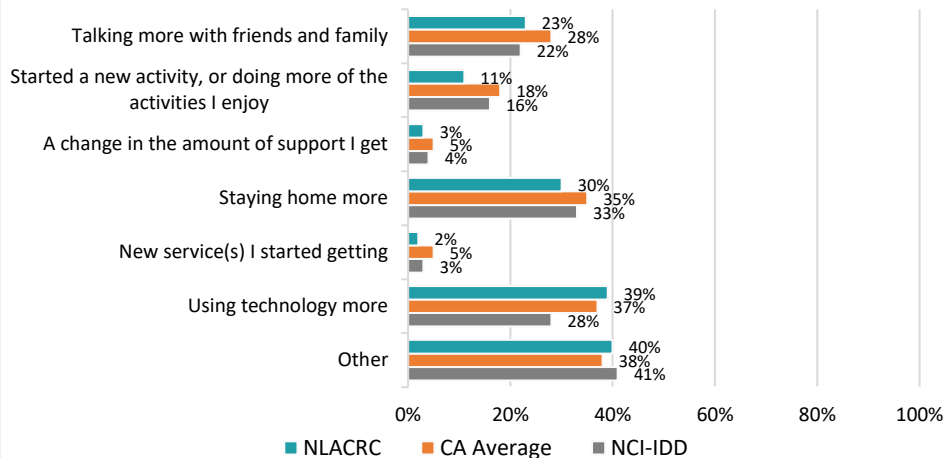 Talking more with friends and family
23%
28%
22%
Started a new activity, or doing more of the
activities I enjoy
11%
18%
16%
A change in the amount of support I get
3%
5%
4%
Staying home more
30%
35%
33%
New service(s) I started getting
2%
5%
3%
Using technology more
39%
37%
28%
Other
40%
38%
41%
0% 20% 40% 60% 80% 100%
NLACRC CA Average NCI-IDD